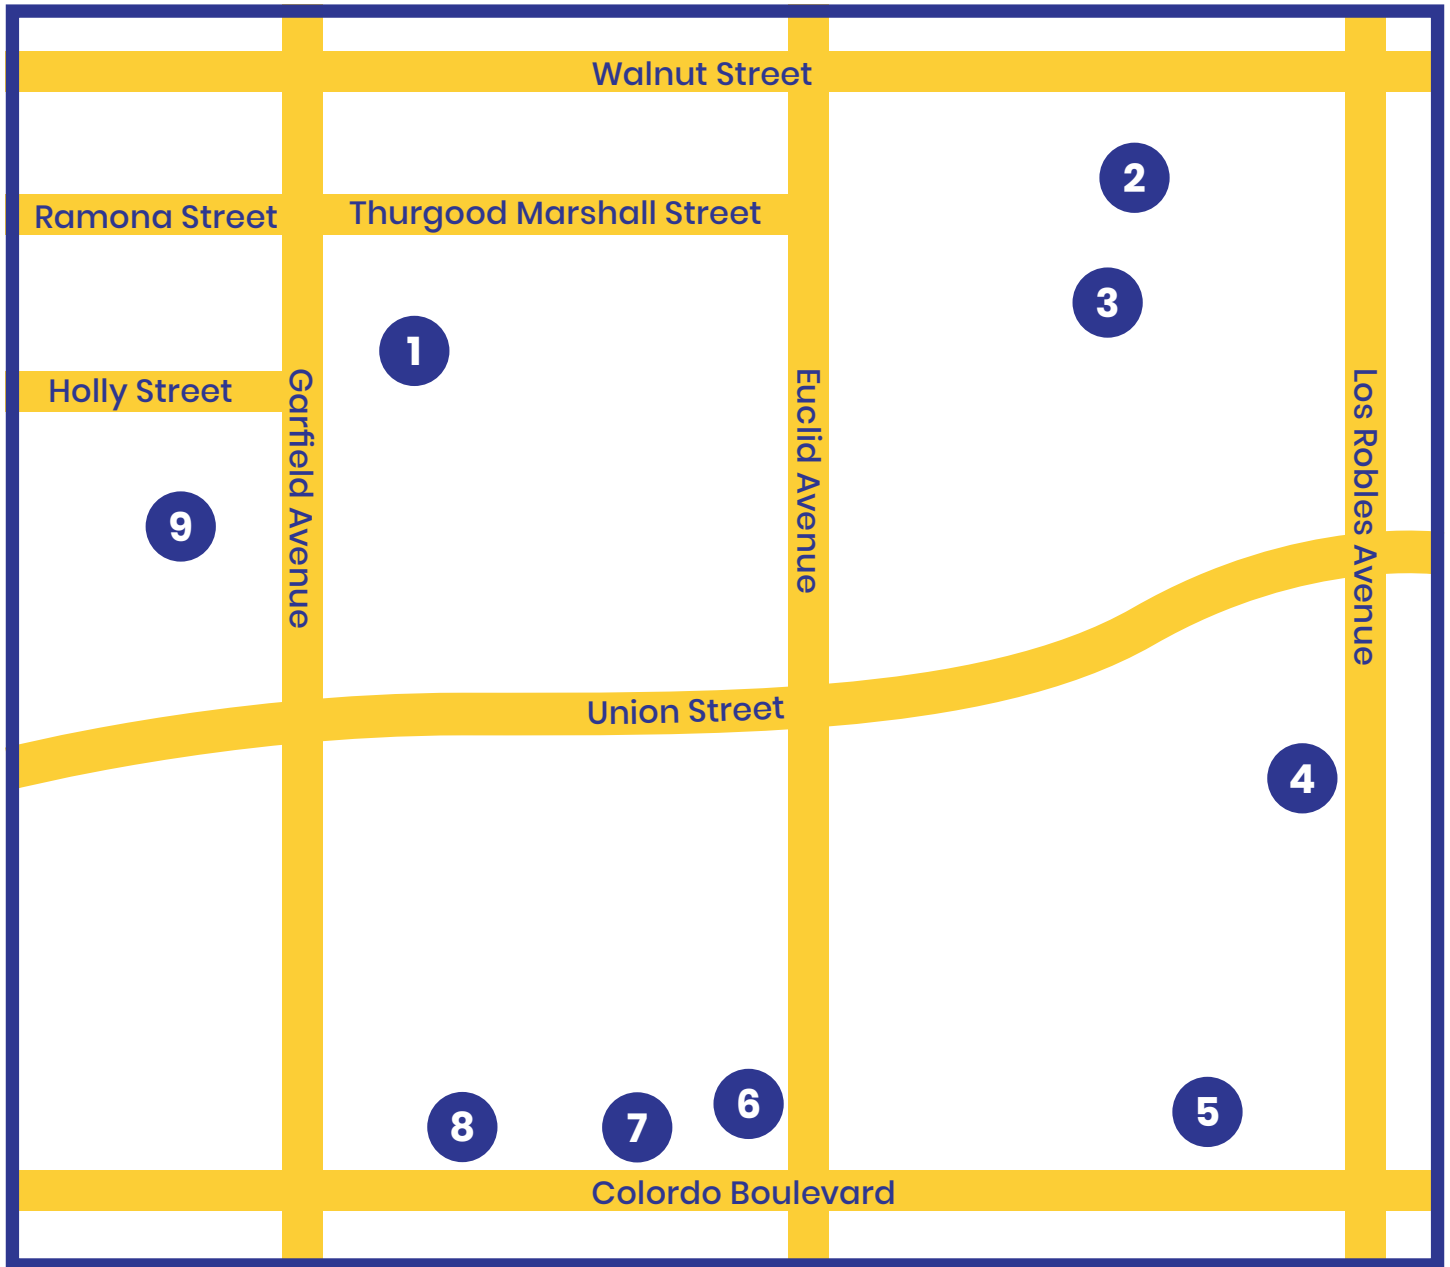 Walnut Street
2
Ramona Street
Thurgood Marshall Street
3
1
Holly Street
Garfield Avenue
Euclid Avenue
Los Robles Avenue
9
Union Street
4
6
5
8
7
Colordo Boulevard